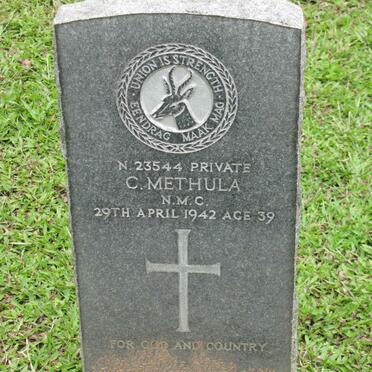 UNION IS STRENGTH
EENDRAG MAAK MAG
N. 23544 PRIVATE
C. METHULA
N.M.C.
29TH APRIL 1942 AGE 39
FOR GOD AND COUNTRY